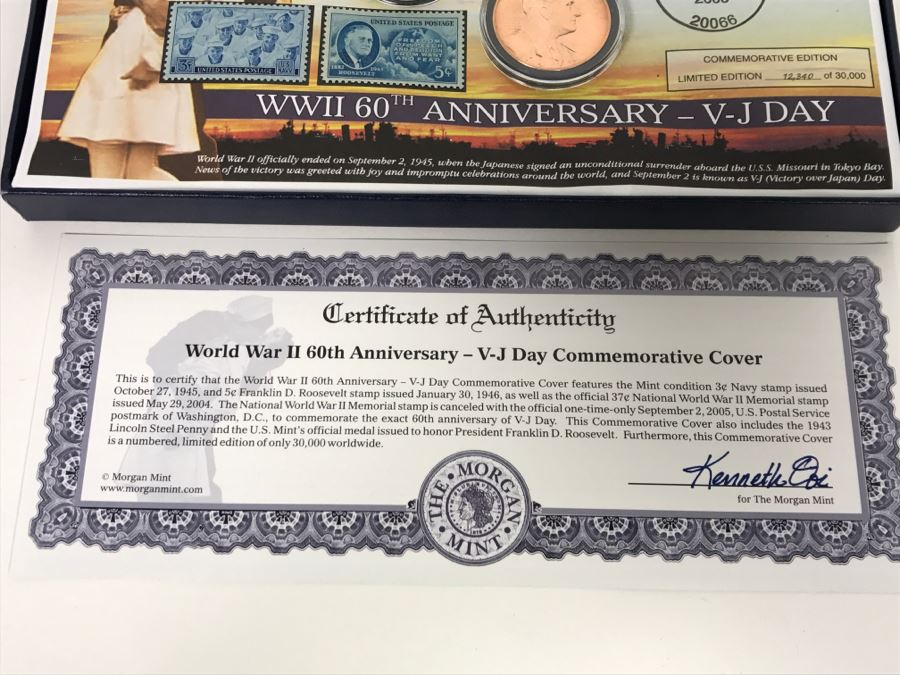 3¢ UNITED STATES POSTAGE U.S. NAVY
UNITED STATES POSTAGE
FREEDOM
OF SPEECH
AND RELIGION
FROM WANT
AND FEAR
1882 1945
ROOSEVELT 5¢
20066
COMMEMORATIVE EDITION
LIMITED EDITION 12,340 of 30,000
WWII 60TH ANNIVERSARY – V-J DAY
World War II officially ended on September 2, 1945, when the Japanese signed an unconditional surrender aboard the U.S.S. Missouri in Tokyo Bay.
News of the victory was greeted with joy and impromptu celebrations around the world, and September 2 is known as V-J (Victory over Japan) Day.
Certificate of Authenticity
World War II 60th Anniversary – V-J Day Commemorative Cover
This is to certify that the World War II 60th Anniversary – V-J Day Commemorative Cover features the Mint condition 3¢ Navy stamp issued
October 27, 1945, and 5¢ Franklin D. Roosevelt stamp issued January 30, 1946, as well as the official 37¢ National World War II Memorial stamp
issued May 29, 2004. The National World War II Memorial stamp is canceled with the official one-time-only September 2, 2005, U.S. Postal Service
postmark of Washington, D.C., to commemorate the exact 60th anniversary of V-J Day. This Commemorative Cover also includes the 1943
Lincoln Steel Penny and the U.S. Mint's official medal issued to honor President Franklin D. Roosevelt. Furthermore, this Commemorative Cover
is a numbered, limited edition of only 30,000 worldwide.
© Morgan Mint
www.morganmint.com
THE MORGAN MINT
Kenneth Ooi
for The Morgan Mint